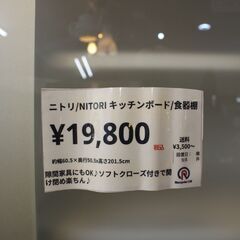 ニトリ/NITORI キッチンボード/食器棚
¥19,800
税込
送料
¥3,500～
約幅60.5×奥行50.5x高さ201.5cm
隙間家具にもOK♪ソフトクローズ付きで開
け閉め楽ちん♪